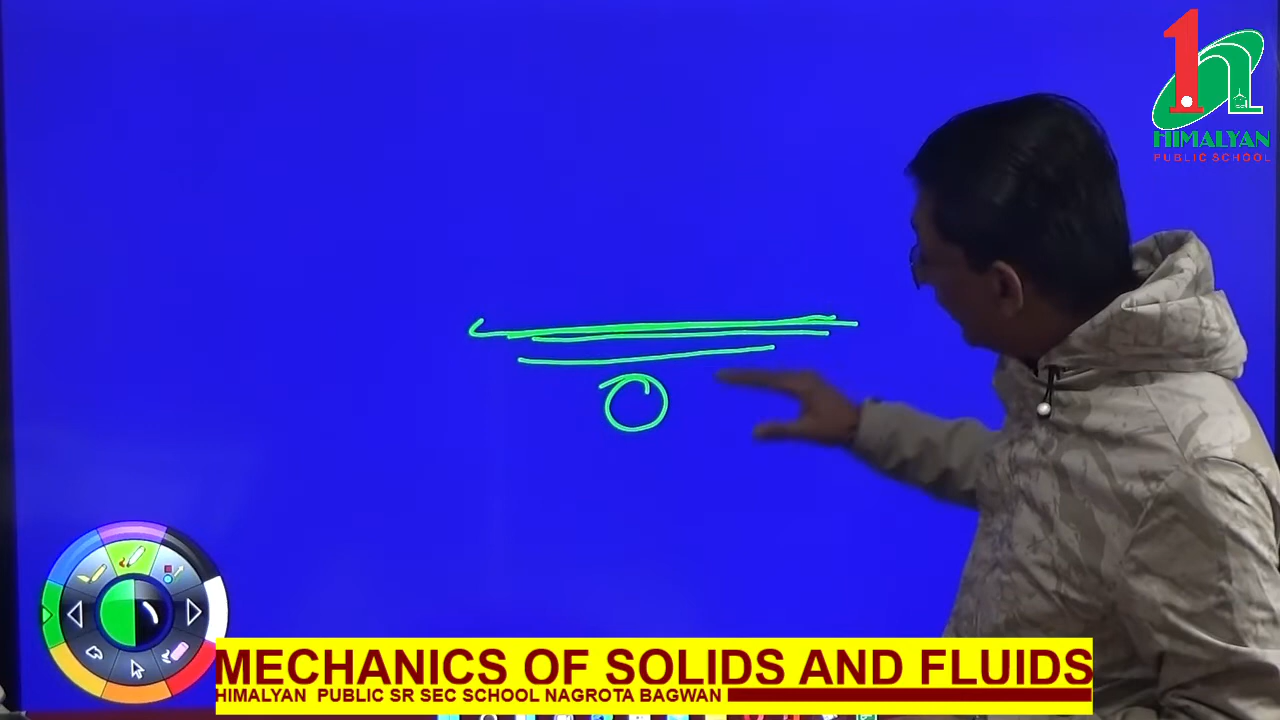 HIMALYAN
PUBLIC SCHOOL
MECHANICS OF SOLIDS AND FLUIDS
HIMALYAN PUBLIC SR SEC SCHOOL NAGROTA BAGWAN